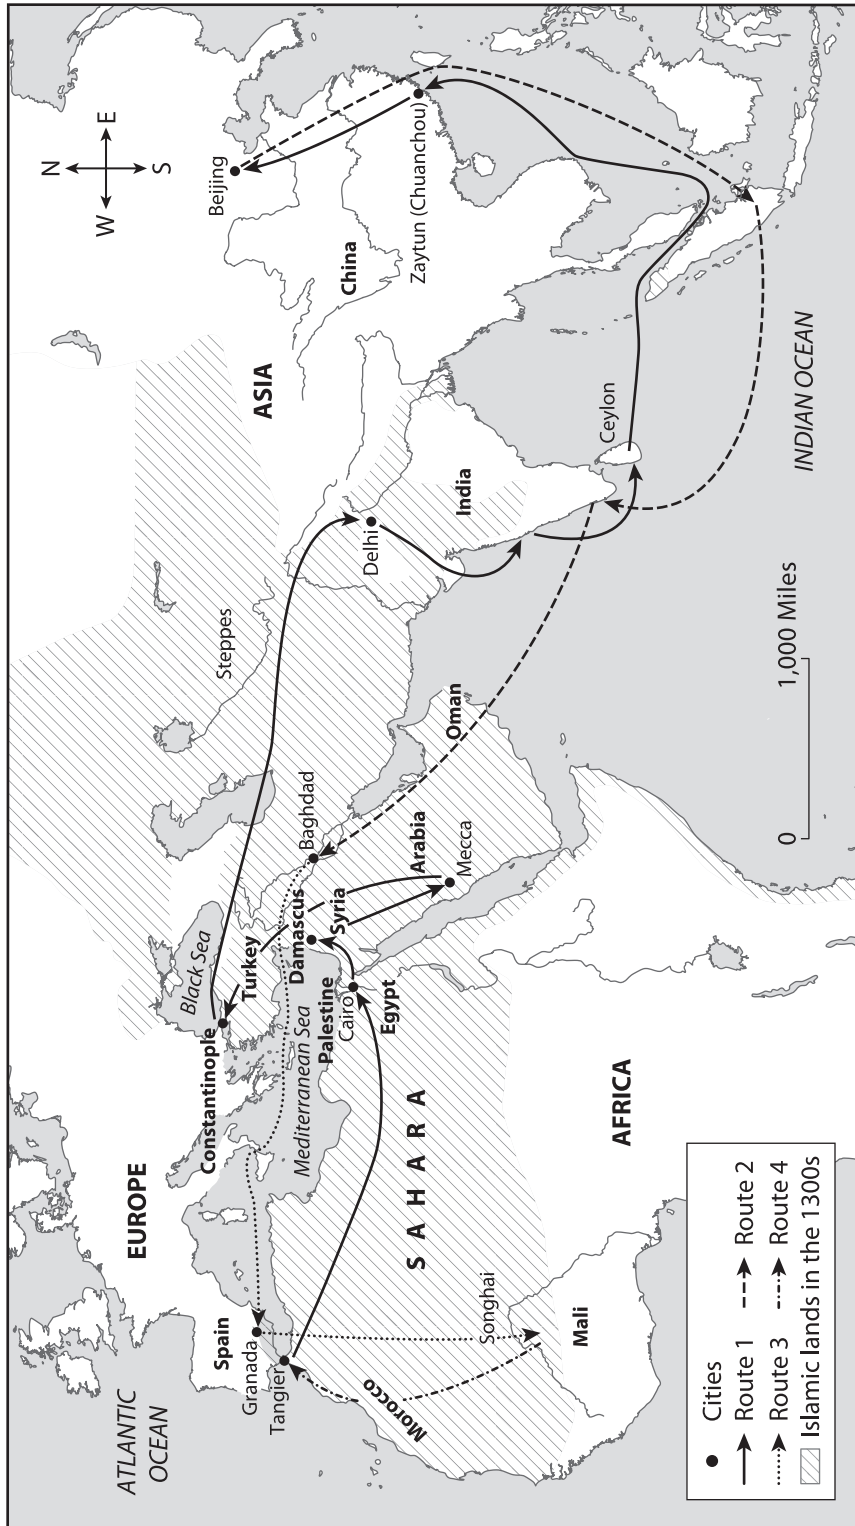 N
W E
S
ATLANTIC
OCEAN
EUROPE
Spain
Granada
Tangier
Morocco
SAHARA
Songhai
Mali
AFRICA
Constantinople
Black Sea
Turkey
Mediterranean Sea
Damascus
Syria
Palestine
Cairo
Egypt
Baghdad
Arabia
Mecca
Oman
Steppes
ASIA
Delhi
India
Ceylon
China
Beijing
Zaytun (Chuanchou)
INDIAN OCEAN
0 1,000 Miles
Cities
Route 1 Route 2
Route 3 Route 4
Islamic lands in the 1300s